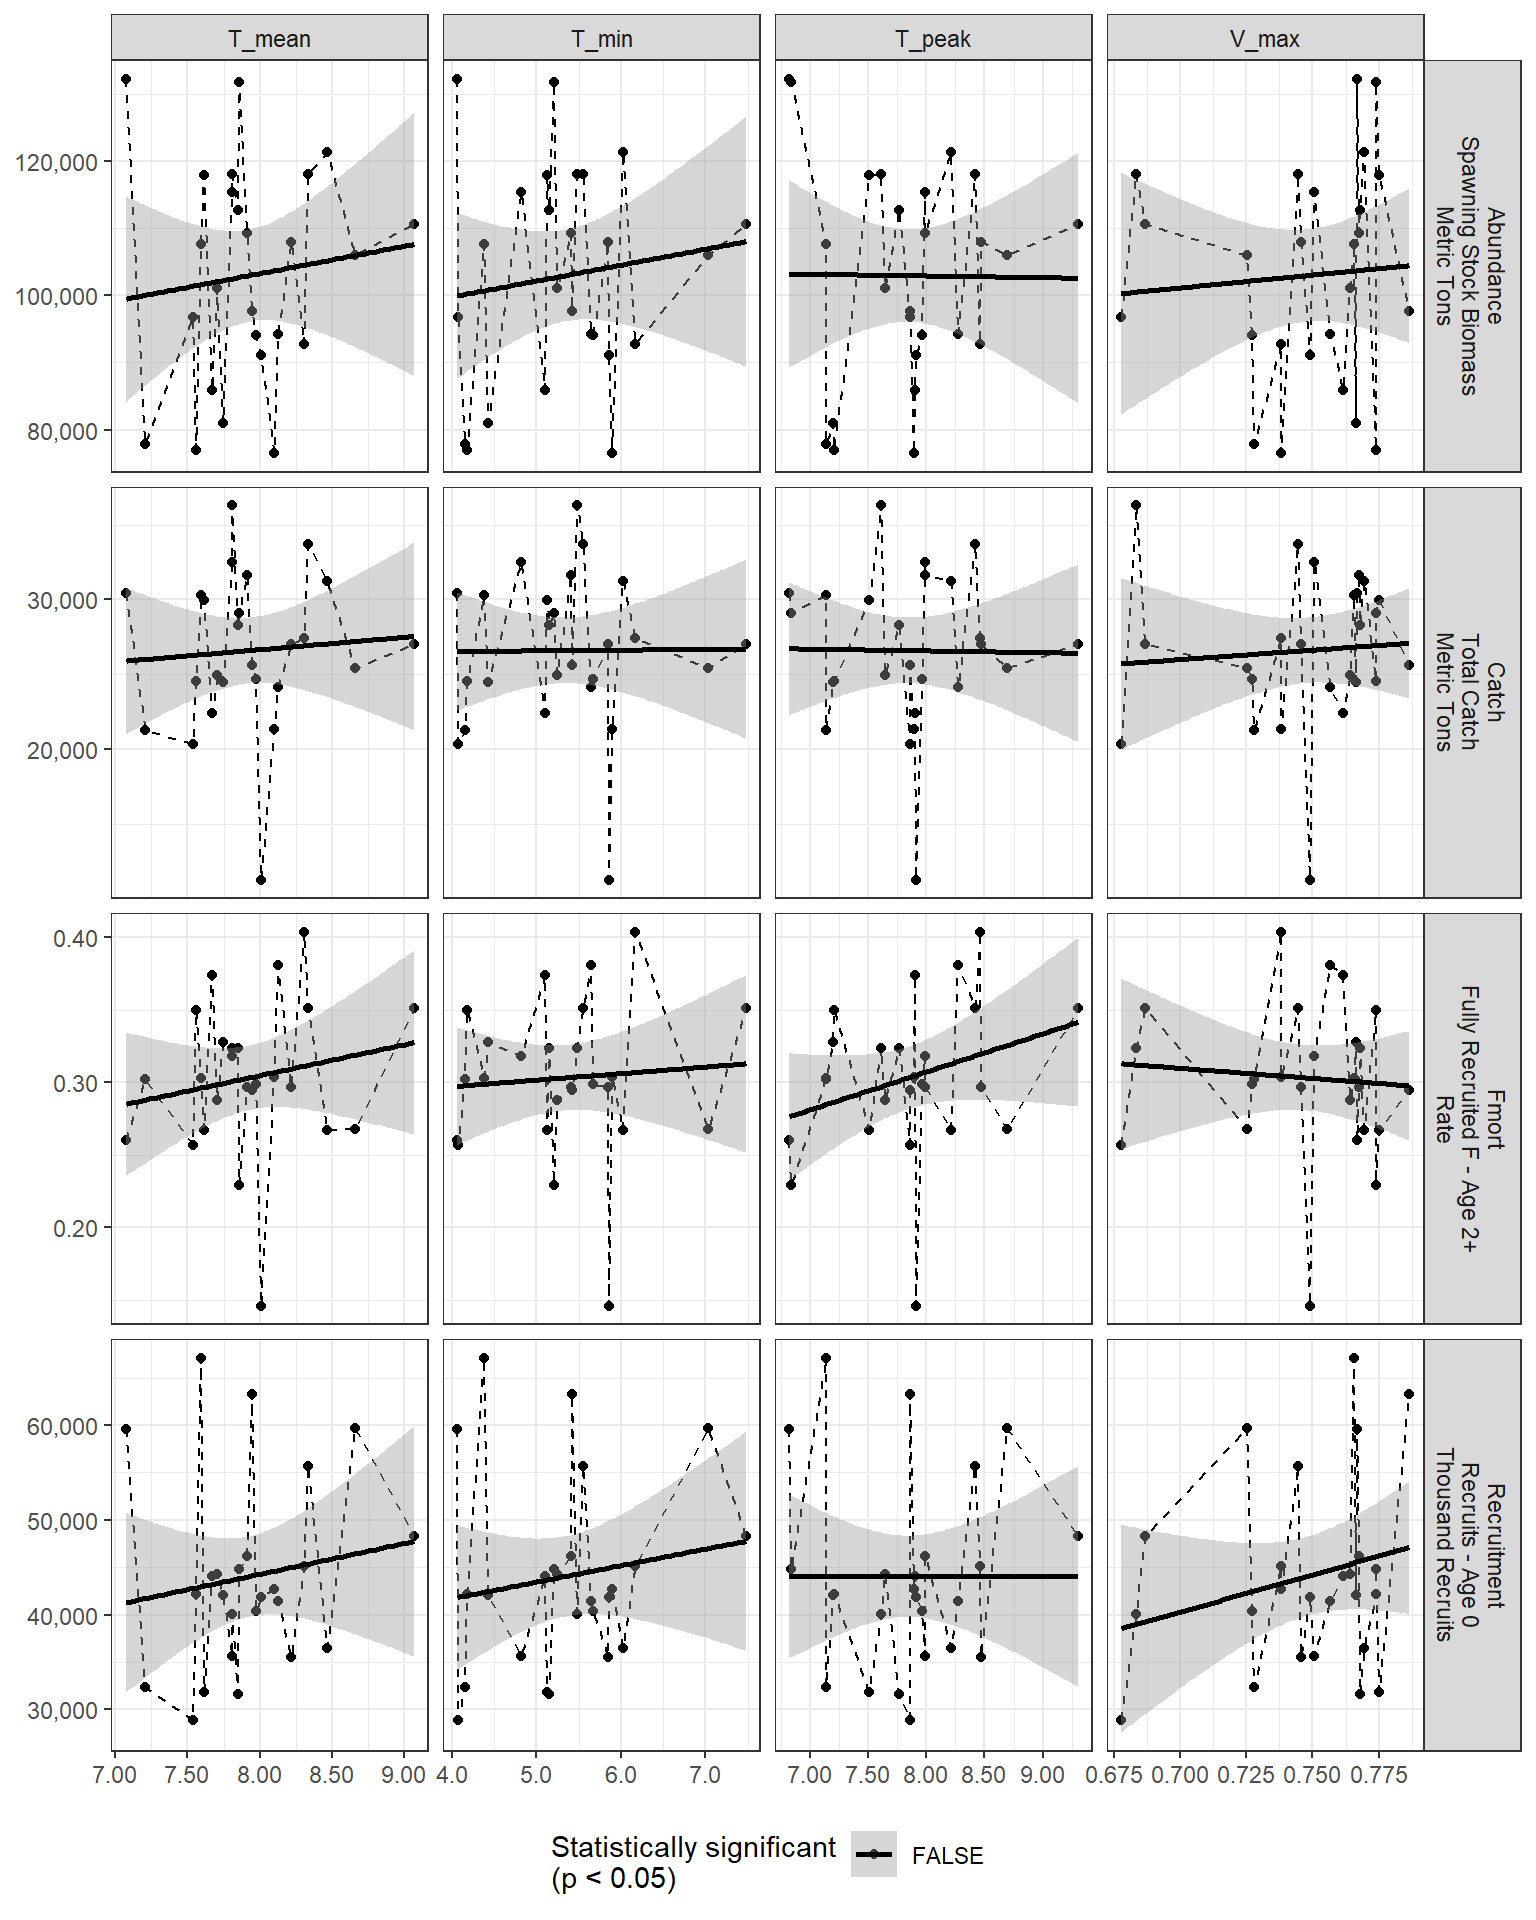 T_mean
T_min
T_peak
V_max
120,000
100,000
80,000
Abundance
Spawning Stock Biomass
Metric Tons
30,000
20,000
Catch
Total Catch
Metric Tons
0.40
0.30
0.20
Fmort
Fully Recruited F - Age 2+
Rate
60,000
50,000
40,000
30,000
Recruitment
Recruits - Age 0
Thousand Recruits
7.00 7.50 8.00 8.50 9.00 4.0 5.0 6.0 7.0 7.00 7.50 8.00 8.50 9.00 0.675 0.700 0.725 0.750 0.775
Statistically significant
(p < 0.05)
FALSE